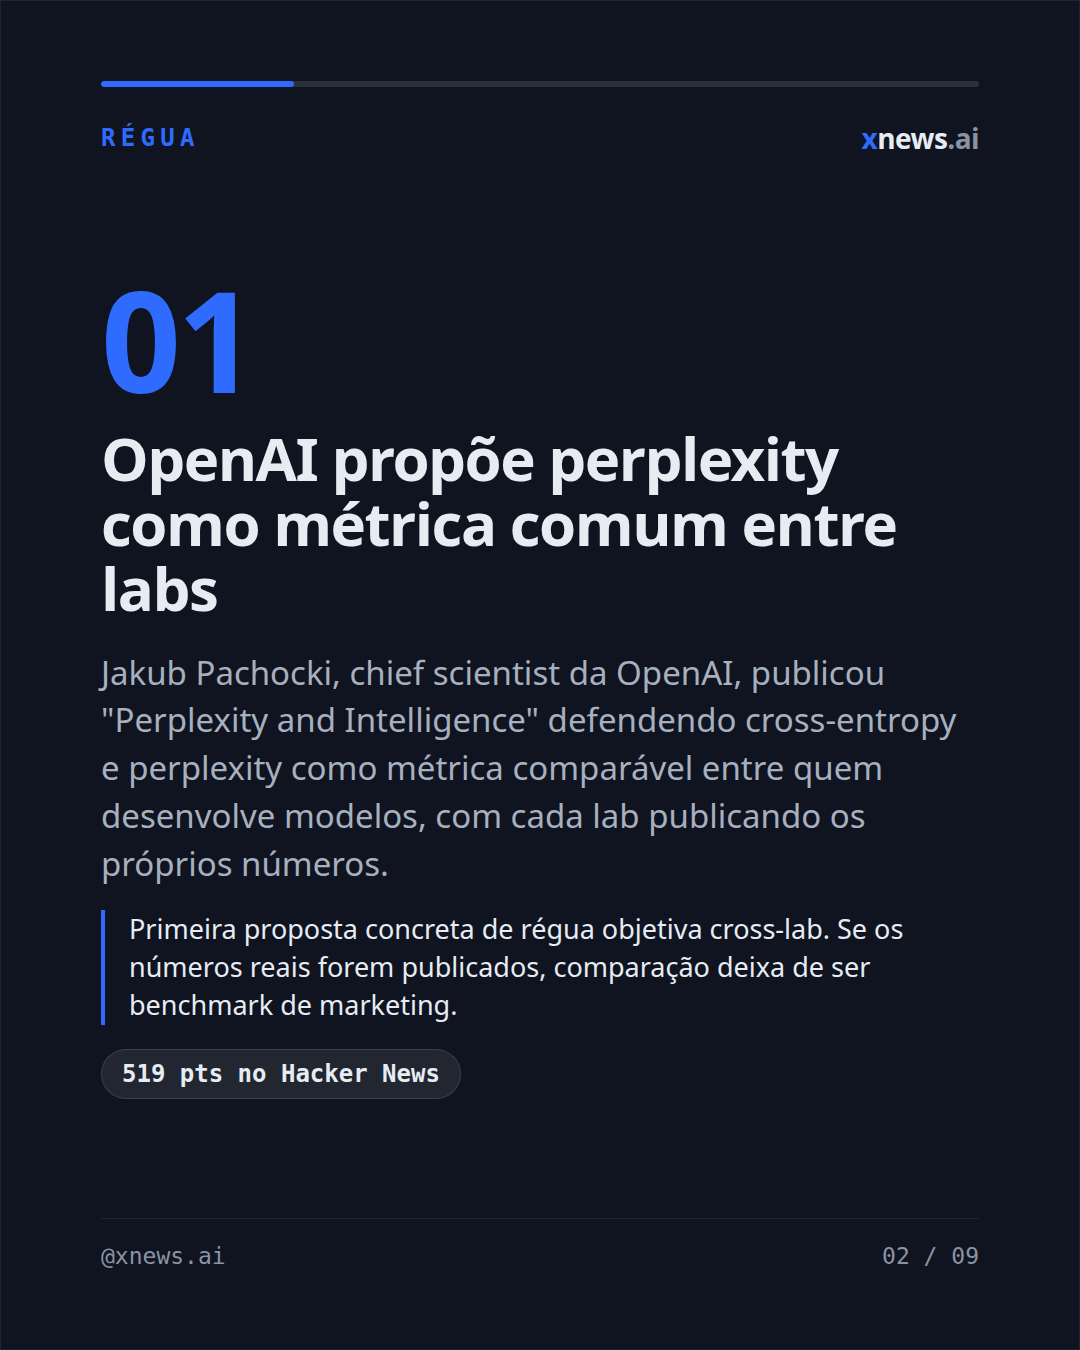 RÉGUA
xnews.ai
01
OpenAI propõe perplexity
como métrica comum entre
labs
Jakub Pachocki, chief scientist da OpenAI, publicou
"Perplexity and Intelligence" defendendo cross-entropy
e perplexity como métrica comparável entre quem
desenvolve modelos, com cada lab publicando os
próprios números.
Primeira proposta concreta de régua objetiva cross-lab. Se os
números reais forem publicados, comparação deixa de ser
benchmark de marketing.
519 pts no Hacker News
@xnews.ai
02 / 09